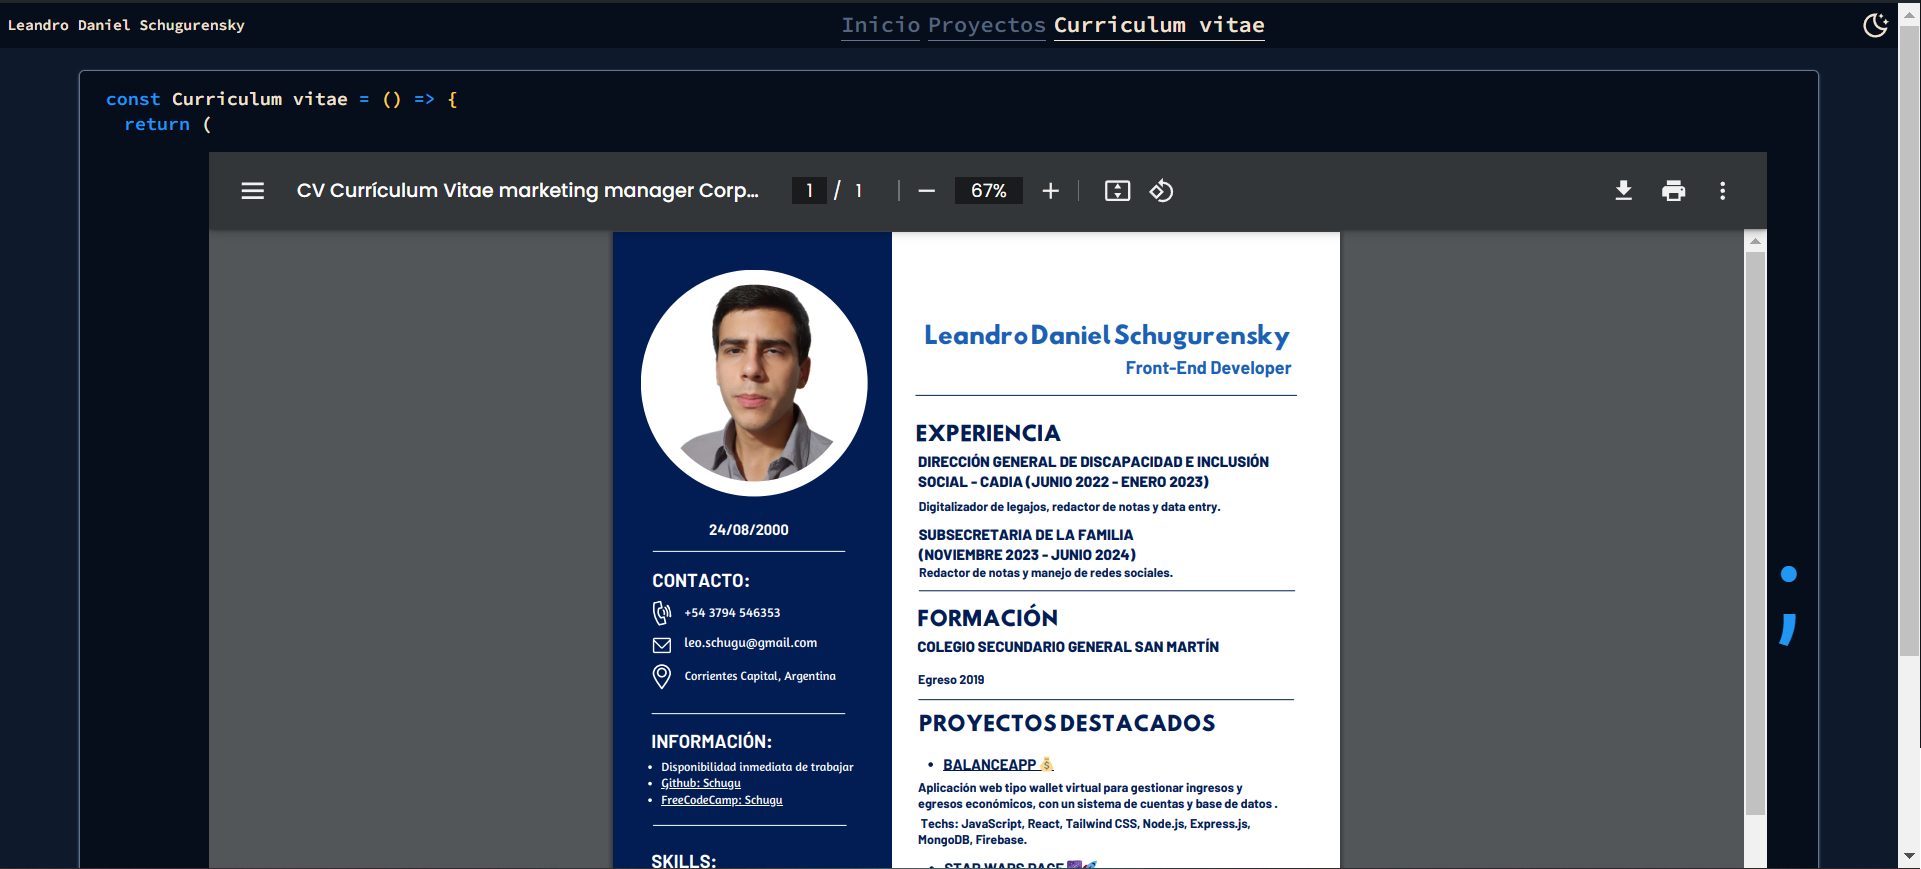 Leandro Daniel Schugurensky
Inicio Proyectos Curriculum vitae
const Curriculum vitae = () => {
return (
CV Currículum Vitae marketing manager Corp...
1 / 1
67%
24/08/2000
CONTACTO:
+54 3794 546353
leo.schugu@gmail.com
Corrientes Capital, Argentina
INFORMACIÓN:
• Disponibilidad inmediata de trabajar
• Github: Schugu
• FreeCodeCamp: Schugu
SKILLS:
Leandro Daniel Schugurensky
Front-End Developer
EXPERIENCIA
DIRECCIÓN GENERAL DE DISCAPACIDAD E INCLUSIÓN
SOCIAL - CADIA (JUNIO 2022 - ENERO 2023)
Digitalizador de legajos, redactor de notas y data entry.
SUBSECRETARIA DE LA FAMILIA
(NOVIEMBRE 2023 - JUNIO 2024)
Redactor de notas y manejo de redes sociales.
FORMACIÓN
COLEGIO SECUNDARIO GENERAL SAN MARTÍN
Egreso 2019
PROYECTOS DESTACADOS
• BALANCEAPP 💰
Aplicación web tipo wallet virtual para gestionar ingresos y
egresos económicos, con un sistema de cuentas y base de datos .
Techs: JavaScript, React, Tailwind CSS, Node.js, Express.js,
MongoDB, Firebase.
• STAR WARS PAGE 🌌🚀
;